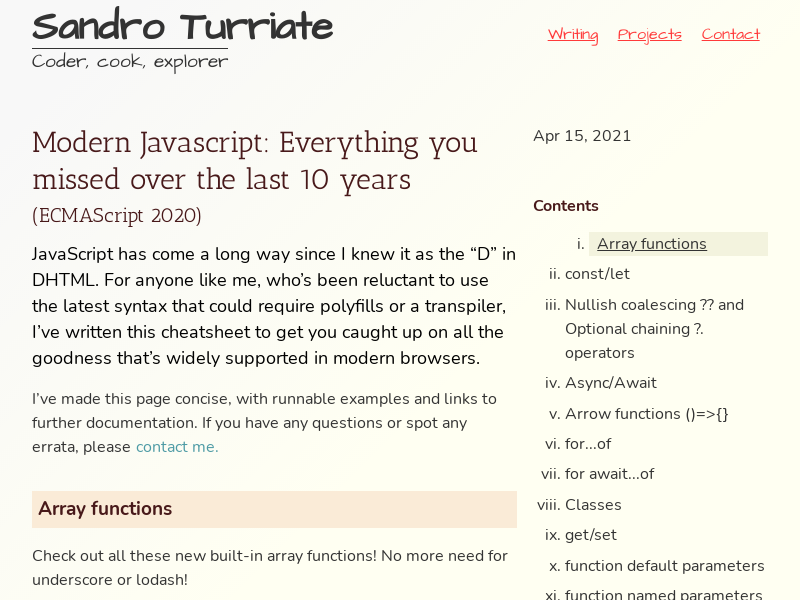 Sandro Turriate
Coder, cook, explorer
Writing Projects Contact
Modern Javascript: Everything you
missed over the last 10 years
(ECMAScript 2020)
JavaScript has come a long way since I knew it as the “D” in
DHTML. For anyone like me, who’s been reluctant to use
the latest syntax that could require polyfills or a transpiler,
I’ve written this cheatsheet to get you caught up on all the
goodness that’s widely supported in modern browsers.
I’ve made this page concise, with runnable examples and links to
further documentation. If you have any questions or spot any
errata, please contact me.
Array functions
Check out all these new built-in array functions! No more need for
underscore or lodash!
Apr 15, 2021
Contents
i. Array functions
ii. const/let
iii. Nullish coalescing ?? and
Optional chaining ?.
operators
iv. Async/Await
v. Arrow functions ()=>{}
vi. for...of
vii. for await...of
viii. Classes
ix. get/set
x. function default parameters
xi. function named parameters